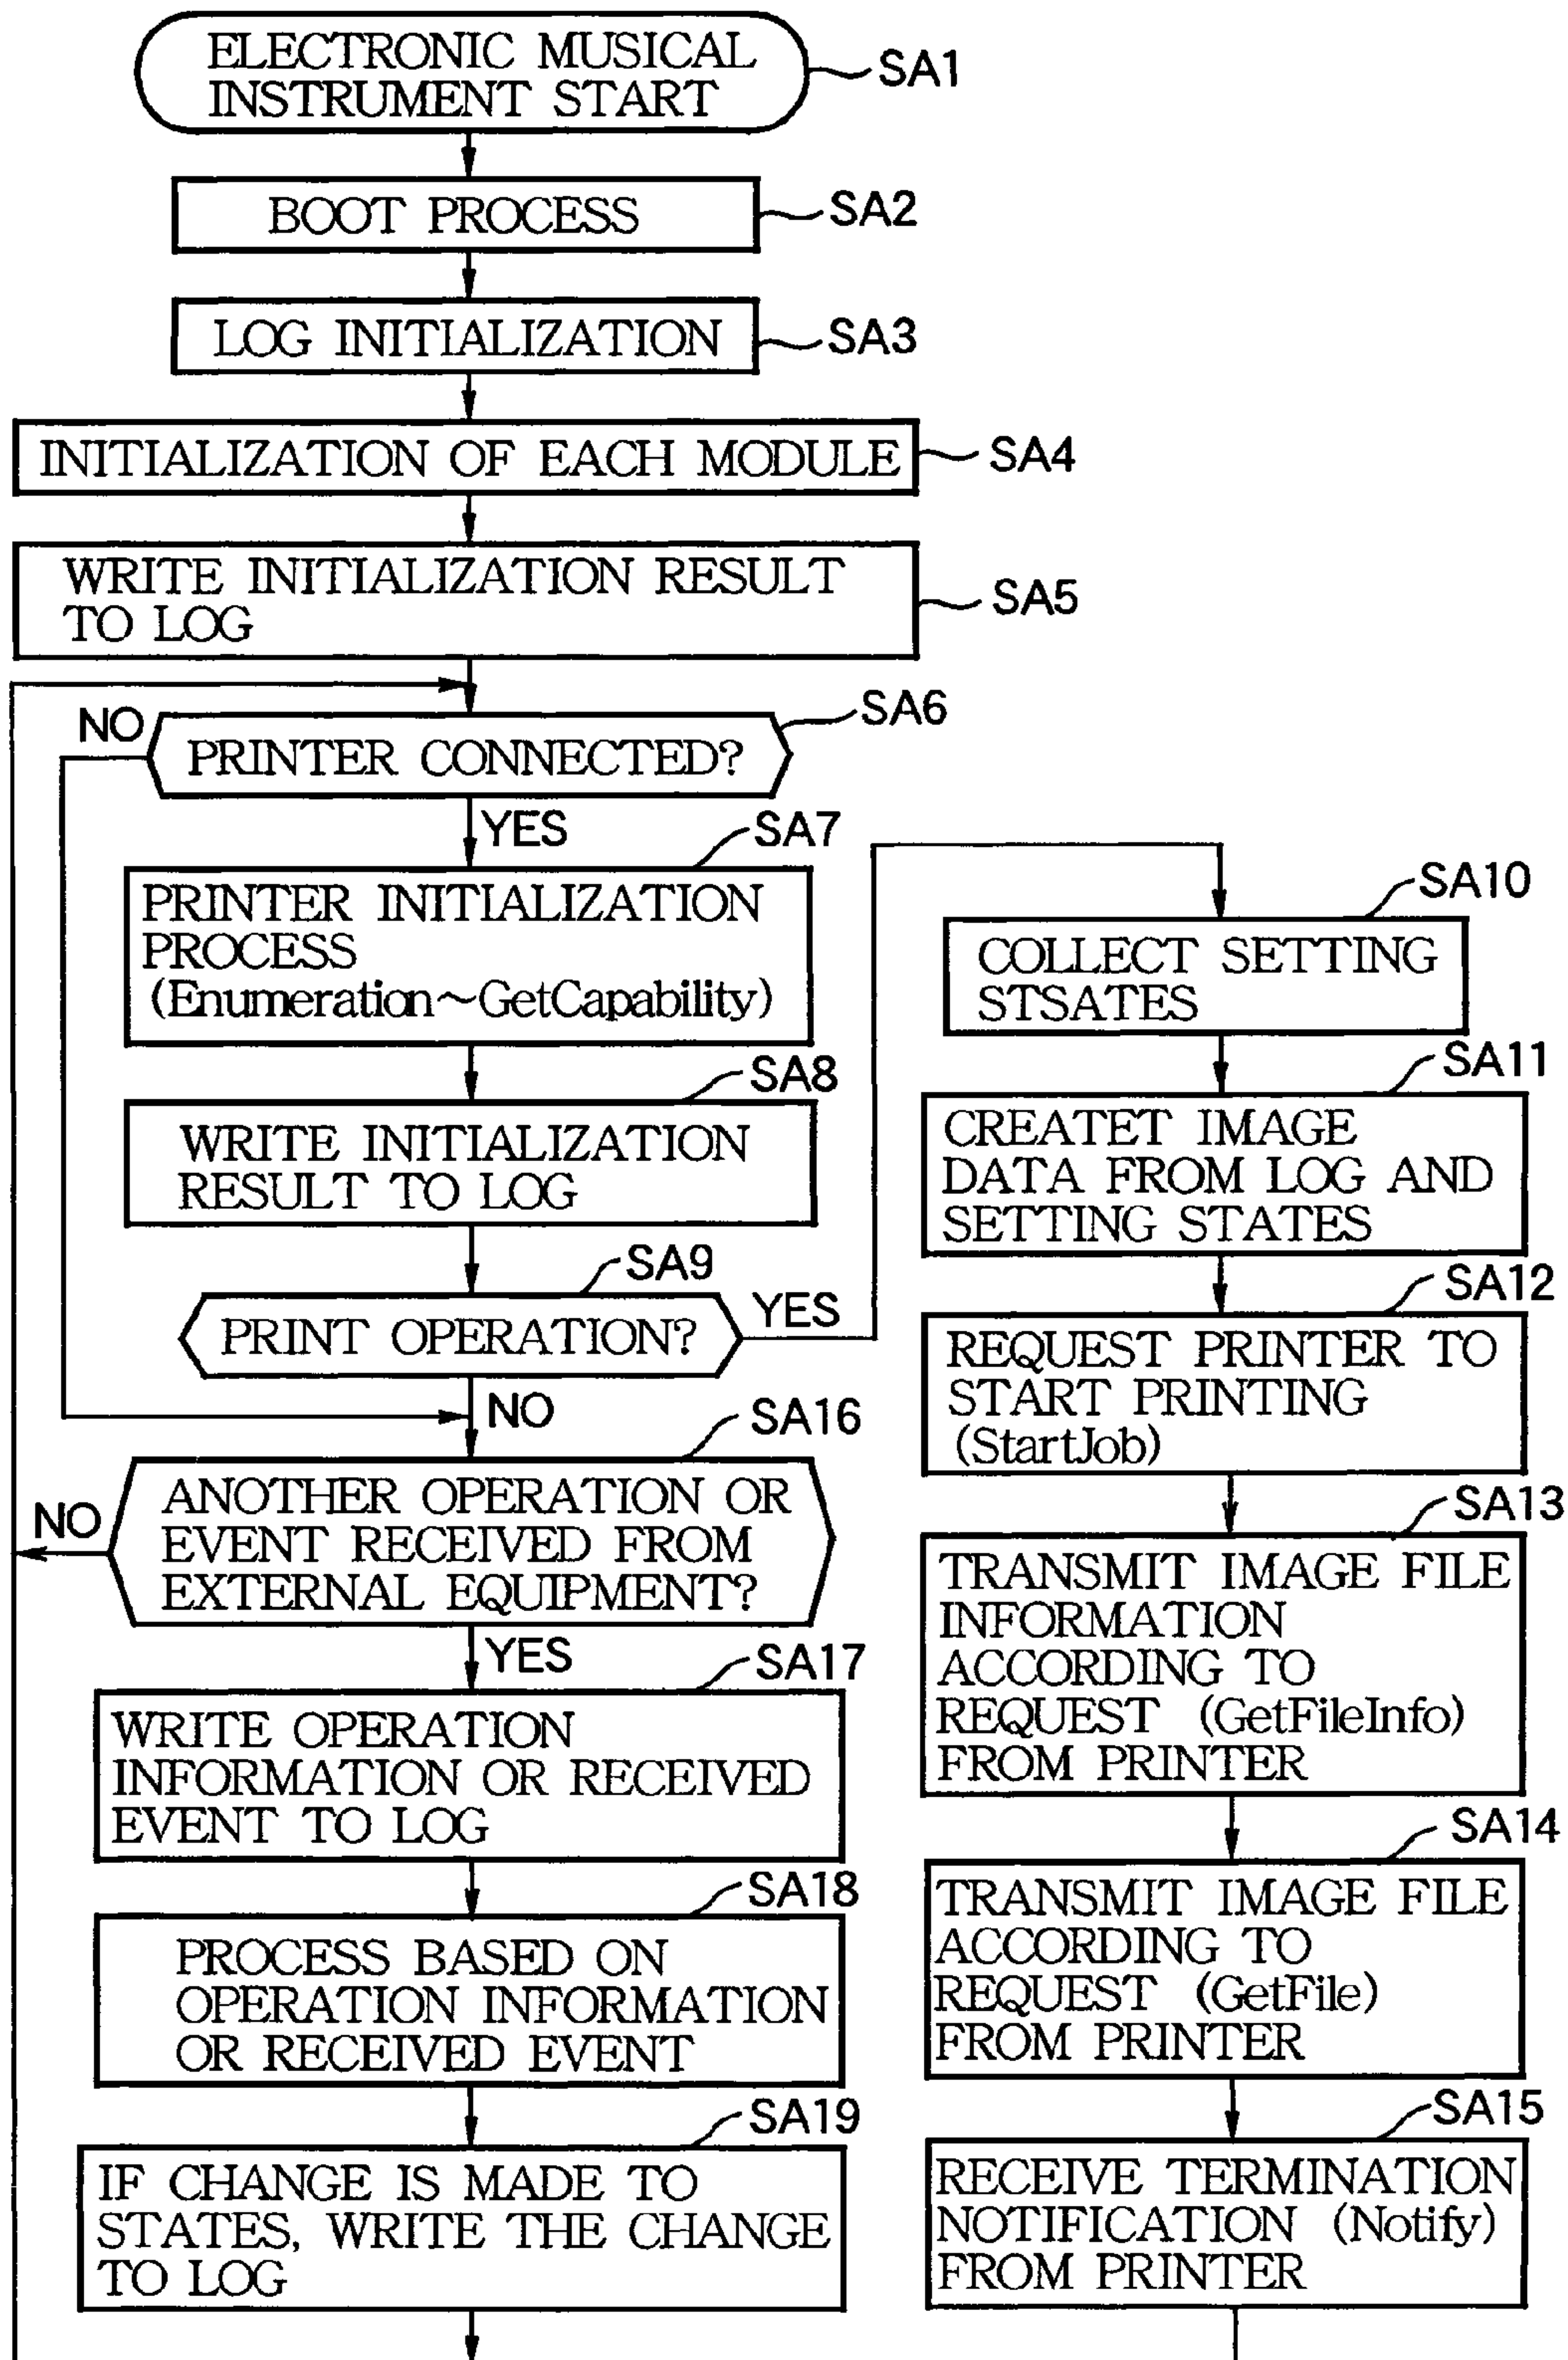 ELECTRONIC MUSICAL
INSTRUMENT START
SA1
BOOT PROCESS
SA2
LOG INITIALIZATION
SA3
INITIALIZATION OF EACH MODULE
SA4
WRITE INITIALIZATION RESULT
TO LOG
SA5
NO
PRINTER CONNECTED?
SA6
YES
SA7
PRINTER INITIALIZATION
PROCESS
(Enumeration~GetCapability)
SA8
WRITE INITIALIZATION
RESULT TO LOG
SA9
PRINT OPERATION?
YES
NO
SA10
COLLECT SETTING
STSATES
SA11
CREATET IMAGE
DATA FROM LOG AND
SETTING STATES
SA12
REQUEST PRINTER TO
START PRINTING
(StartJob)
SA13
TRANSMIT IMAGE FILE
INFORMATION
ACCORDING TO
REQUEST (GetFileInfo)
FROM PRINTER
SA14
TRANSMIT IMAGE FILE
ACCORDING TO
REQUEST (GetFile)
FROM PRINTER
SA15
RECEIVE TERMINATION
NOTIFICATION (Notify)
FROM PRINTER
SA16
NO
ANOTHER OPERATION OR
EVENT RECEIVED FROM
EXTERNAL EQUIPMENT?
YES
SA17
WRITE OPERATION
INFORMATION OR RECEIVED
EVENT TO LOG
SA18
PROCESS BASED ON
OPERATION INFORMATION
OR RECEIVED EVENT
SA19
IF CHANGE IS MADE TO
STATES, WRITE THE CHANGE
TO LOG